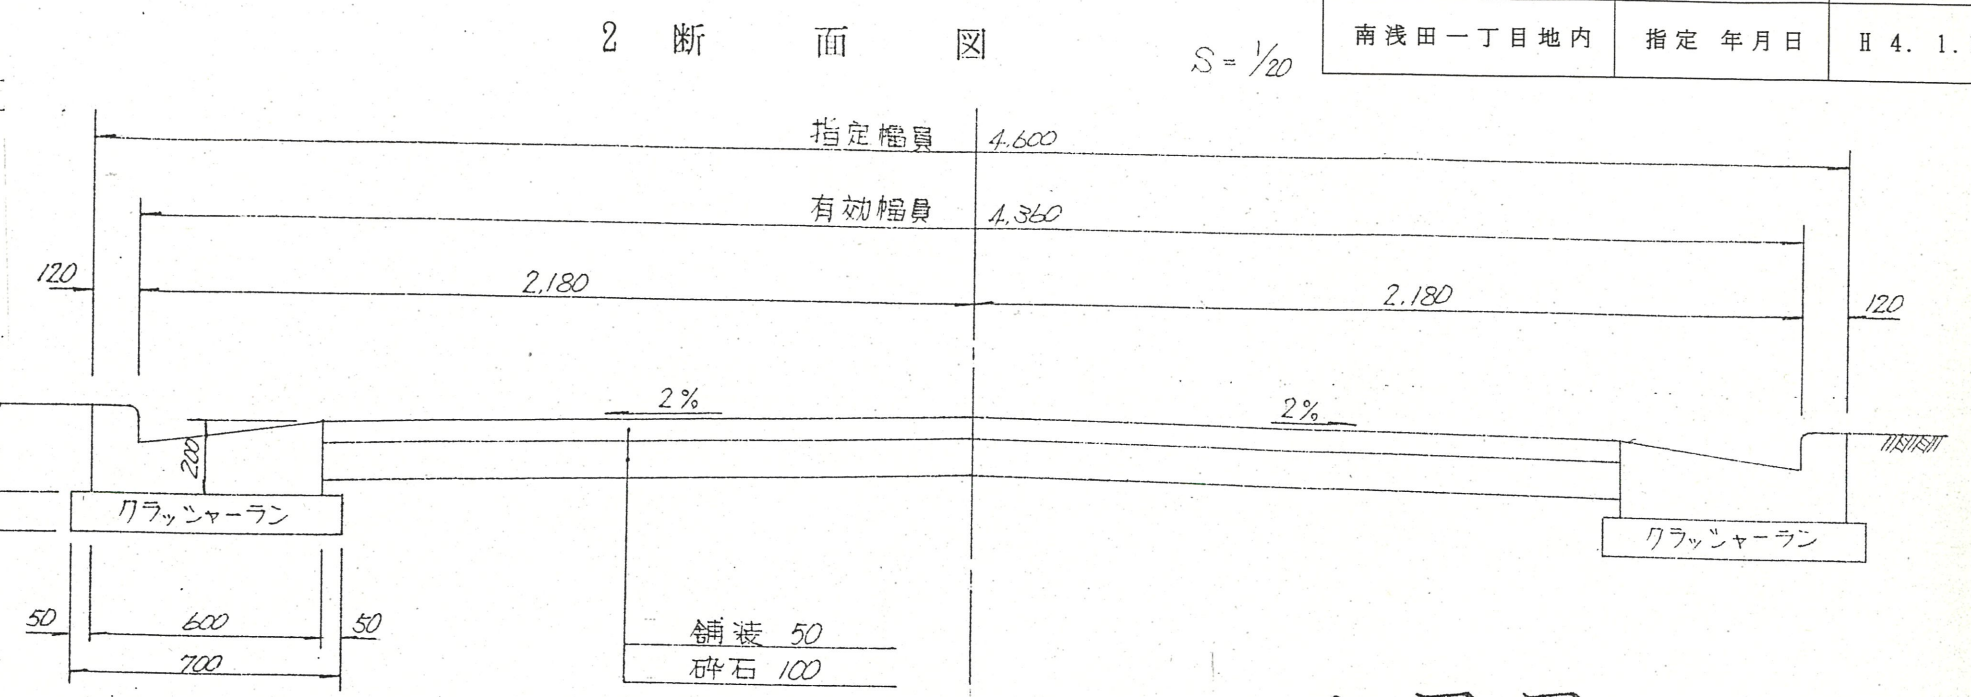 2 断面図
S=1/20
南浅田一丁目地内 指定 年月日 H 4. 1.
指定幅員 4.600
有効幅員 4.360
120 2,180 2.180 120
2% 2%
200
クラッシャーラン クラッシャーラン
50 600 50
700
舗装 50
砕石 100